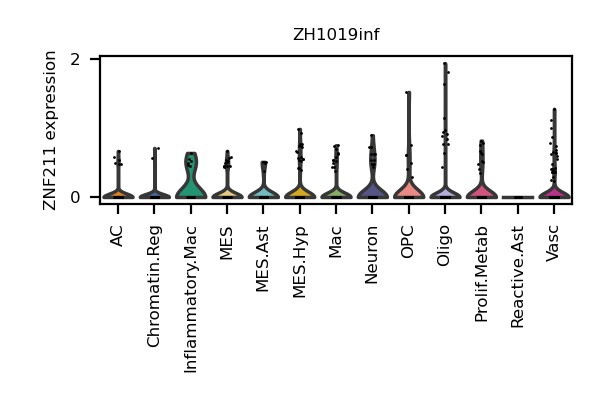 ZH1019inf
ZNF211 expression
2
0
AC
Chromatin.Reg
Inflammatory.Mac
MES
MES.Ast
MES.Hyp
Mac
Neuron
OPC
Oligo
Prolif.Metab
Reactive.Ast
Vasc